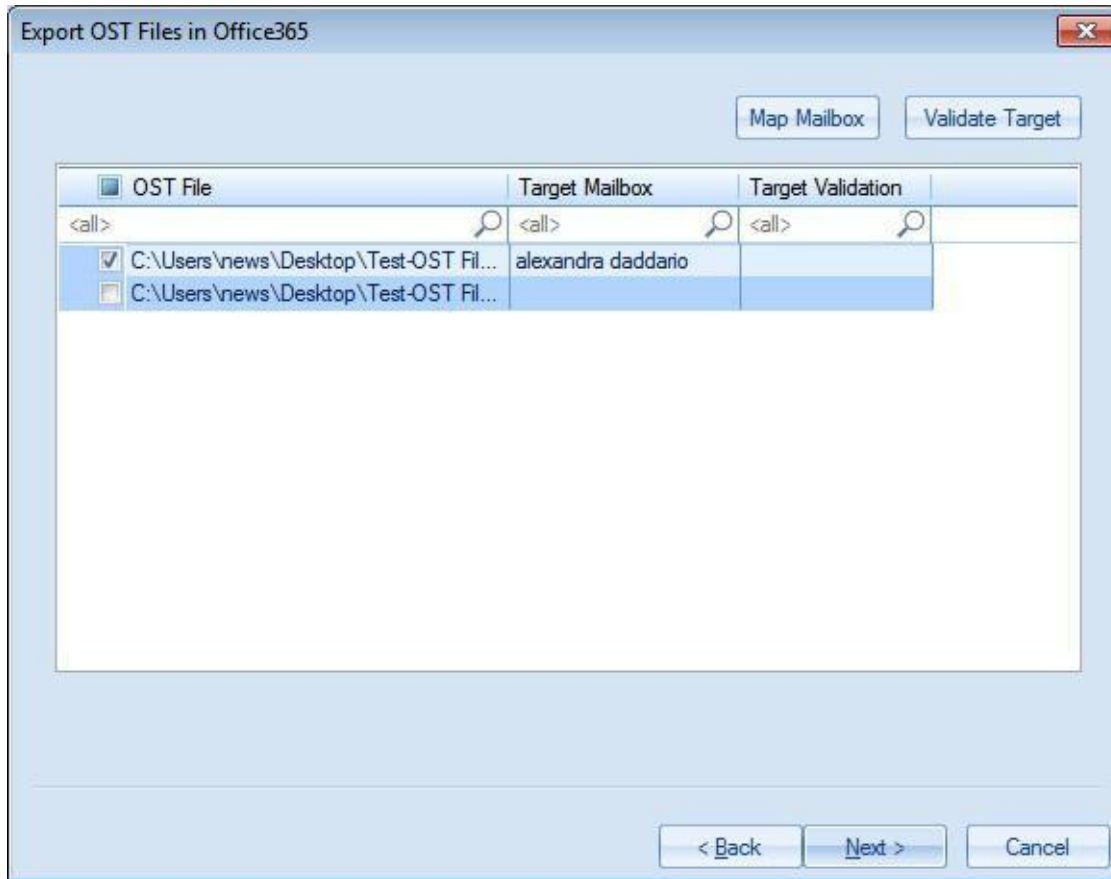 Export OST Files in Office365
Map Mailbox Validate Target
OST File Target Mailbox Target Validation
<all> <all> <all>
C:\Users\news\Desktop\Test-OST Fil... alexandra daddario
C:\Users\news\Desktop\Test-OST Fil...
< Back Next > Cancel